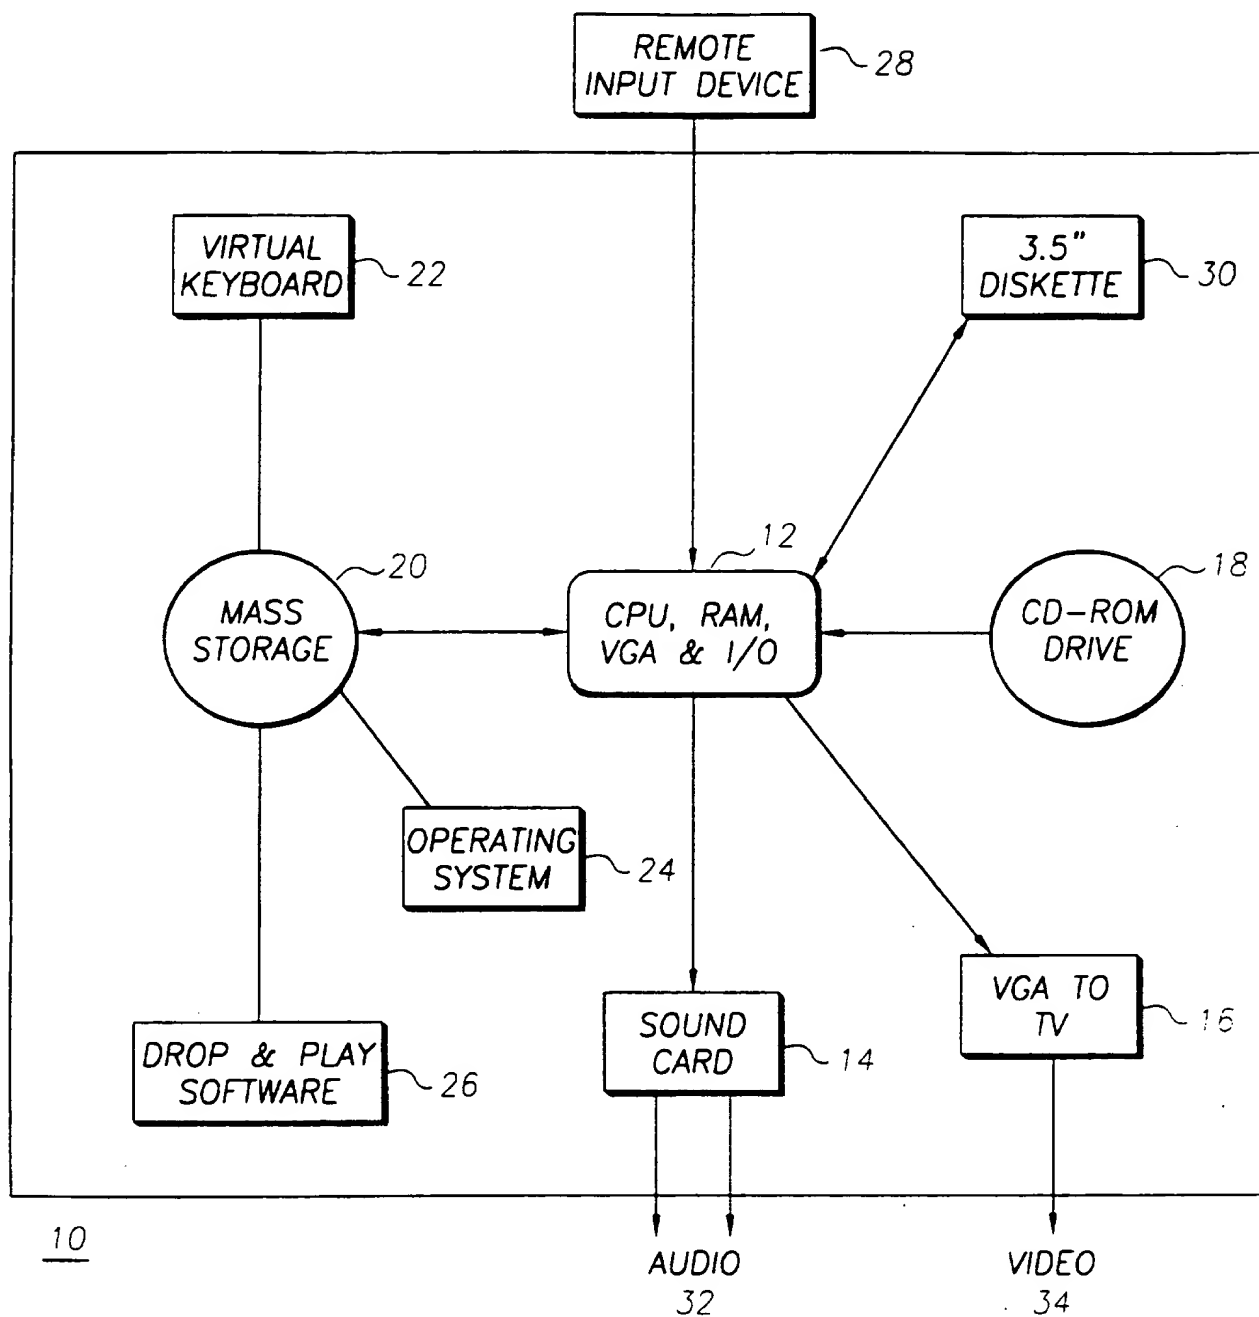 REMOTE
INPUT DEVICE
28
VIRTUAL
KEYBOARD
22
3.5"
DISKETTE
30
MASS
STORAGE
20
CPU, RAM,
VGA & I/O
12
CD-ROM
DRIVE
18
OPERATING
SYSTEM
24
DROP & PLAY
SOFTWARE
26
SOUND
CARD
14
VGA TO
TV
16
10
AUDIO
32
VIDEO
34